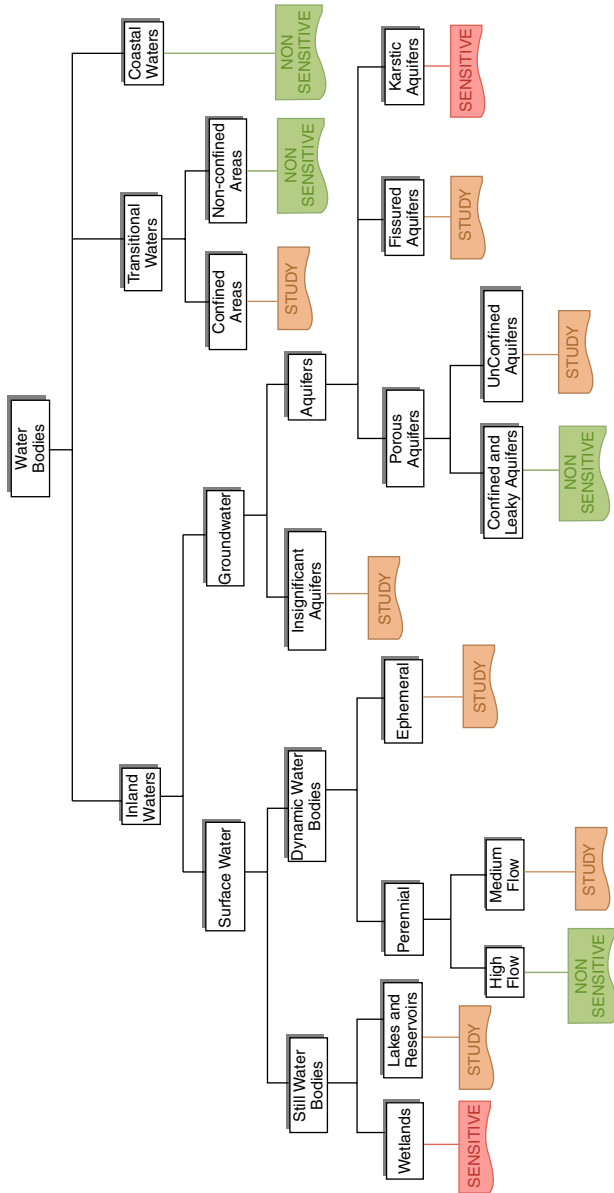 Water
Bodies
Inland
Waters
Transitional
Waters
Coastal
Waters
Surface Water
Groundwater
Confined
Areas
Non-confined
Areas
NON
SENSITIVE
STUDY
NON
SENSITIVE
Still Water
Bodies
Dynamic Water
Bodies
Insignificant
Aquifers
Aquifers
STUDY
Wetlands
Lakes and
Reservoirs
Perennial
Ephemeral
Porous
Aquifers
Fissured
Aquifers
Karstic
Aquifers
SENSITIVE
STUDY
STUDY
STUDY
SENSITIVE
High
Flow
Medium
Flow
Confined and
Leaky Aquifers
UnConfined
Aquifers
NON
SENSITIVE
STUDY
NON
SENSITIVE
STUDY